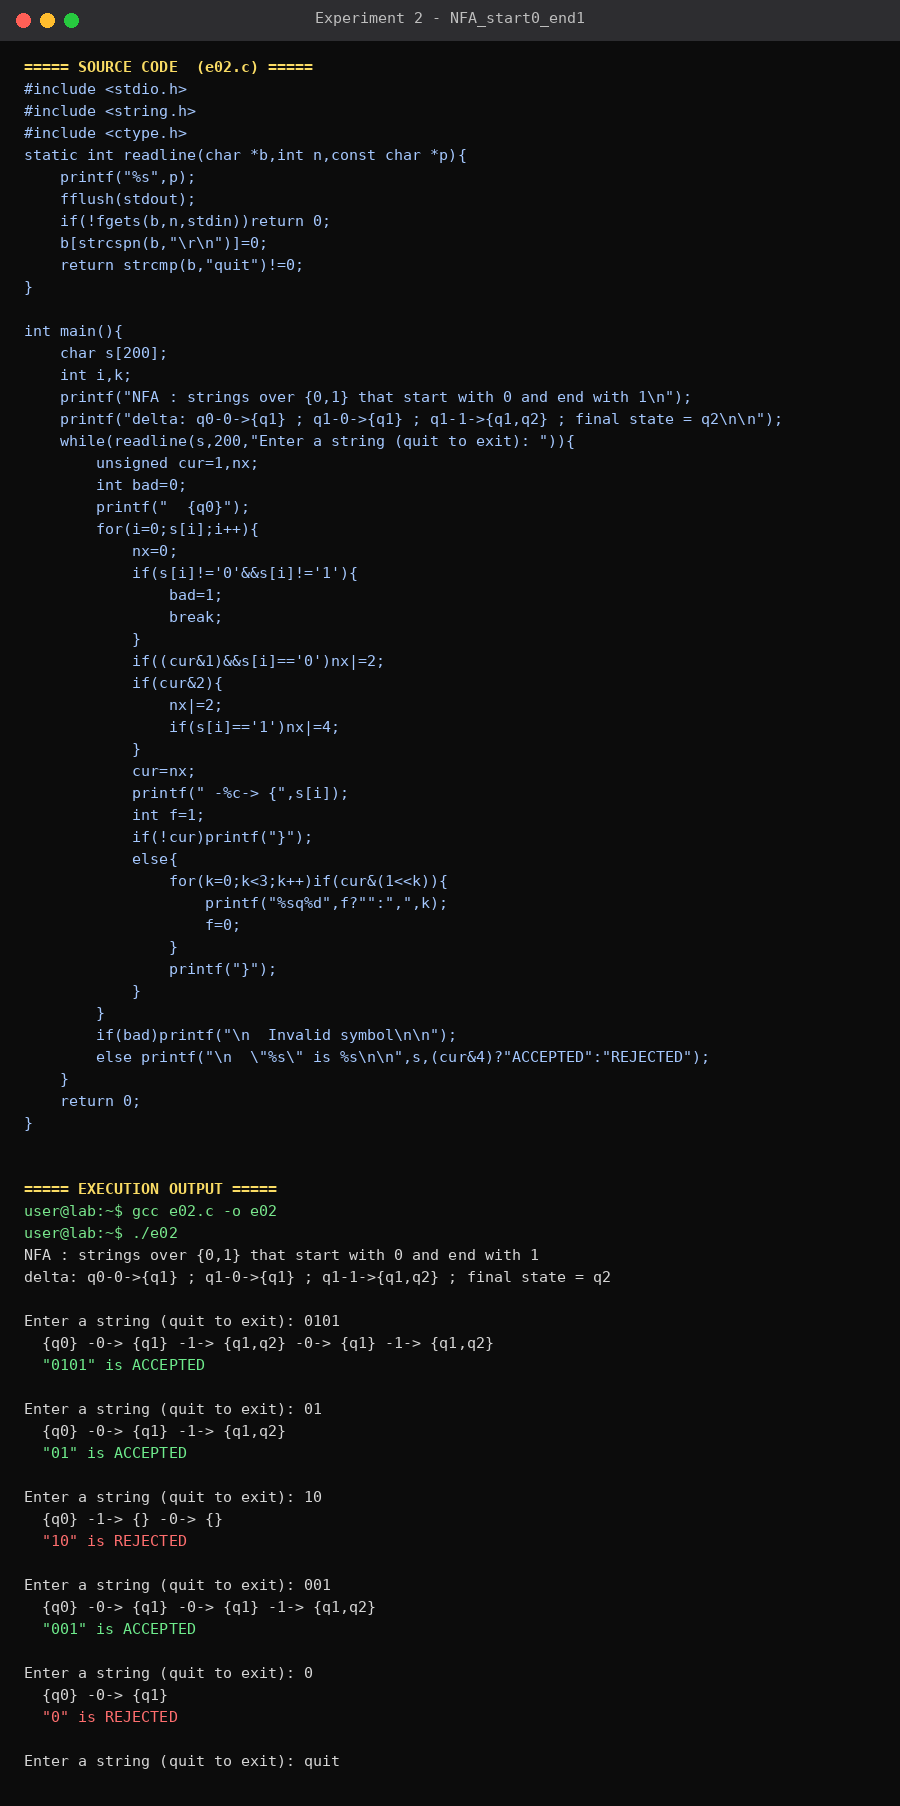 Experiment 2 - NFA_start0_end1
===== SOURCE CODE  (e02.c) =====
#include <stdio.h>
#include <string.h>
#include <ctype.h>
static int readline(char *b,int n,const char *p){
    printf("%s",p);
    fflush(stdout);
    if(!fgets(b,n,stdin))return 0;
    b[strcspn(b,"\r\n")]=0;
    return strcmp(b,"quit")!=0;
}

int main(){
    char s[200];
    int i,k;
    printf("NFA : strings over {0,1} that start with 0 and end with 1\n");
    printf("delta: q0-0->{q1} ; q1-0->{q1} ; q1-1->{q1,q2} ; final state = q2\n\n");
    while(readline(s,200,"Enter a string (quit to exit): ")){
        unsigned cur=1,nx;
        int bad=0;
        printf("  {q0}");
        for(i=0;s[i];i++){
            nx=0;
            if(s[i]!='0'&&s[i]!='1'){
                bad=1;
                break;
            }
            if((cur&1)&&s[i]=='0')nx|=2;
            if(cur&2){
                nx|=2;
                if(s[i]=='1')nx|=4;
            }
            cur=nx;
            printf(" -%c-> {",s[i]);
            int f=1;
            if(!cur)printf("}");
            else{
                for(k=0;k<3;k++)if(cur&(1<<k)){
                    printf("%sq%d",f?"":",",k);
                    f=0;
                }
                printf("}");
            }
        }
        if(bad)printf("\n  Invalid symbol\n\n");
        else printf("\n  \"%s\" is %s\n\n",s,(cur&4)?"ACCEPTED":"REJECTED");
    }
    return 0;
}

===== EXECUTION OUTPUT =====
user@lab:~$ gcc e02.c -o e02
user@lab:~$ ./e02
NFA : strings over {0,1} that start with 0 and end with 1
delta: q0-0->{q1} ; q1-0->{q1} ; q1-1->{q1,q2} ; final state = q2

Enter a string (quit to exit): 0101
  {q0} -0-> {q1} -1-> {q1,q2} -0-> {q1} -1-> {q1,q2}
  "0101" is ACCEPTED

Enter a string (quit to exit): 01
  {q0} -0-> {q1} -1-> {q1,q2}
  "01" is ACCEPTED

Enter a string (quit to exit): 10
  {q0} -1-> {} -0-> {}
  "10" is REJECTED

Enter a string (quit to exit): 001
  {q0} -0-> {q1} -0-> {q1} -1-> {q1,q2}
  "001" is ACCEPTED

Enter a string (quit to exit): 0
  {q0} -0-> {q1}
  "0" is REJECTED

Enter a string (quit to exit): quit